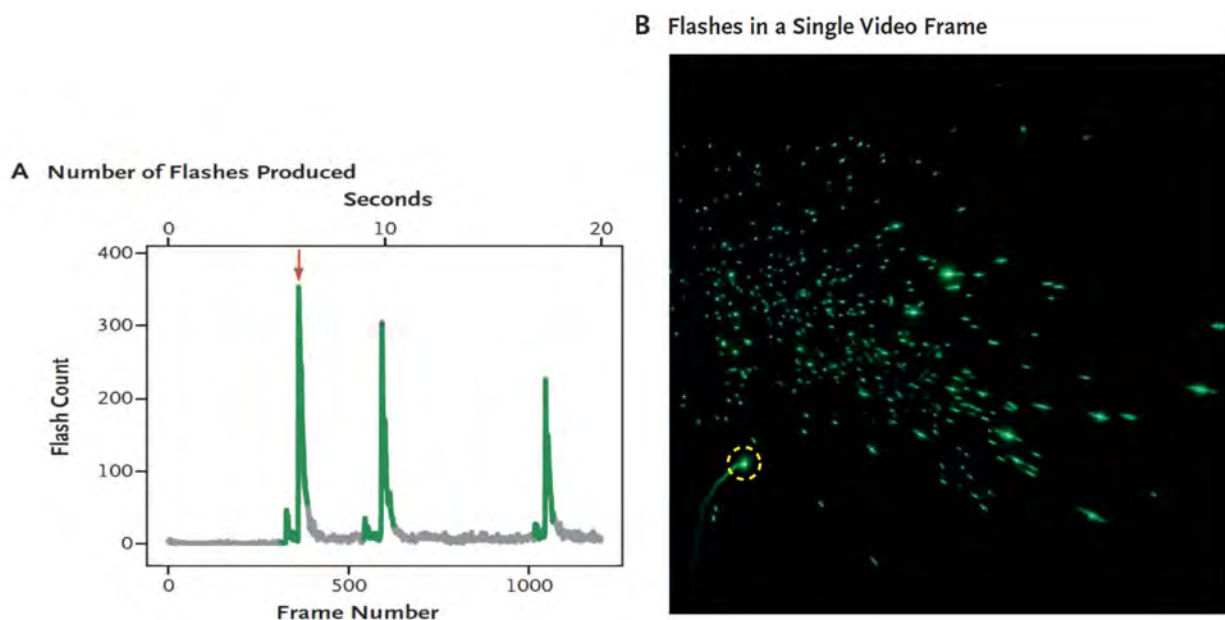 B Flashes in a Single Video Frame
A Number of Flashes Produced
Seconds
0 10 20
400
300
200
100
0
Flash Count
0 500 1000
Frame Number